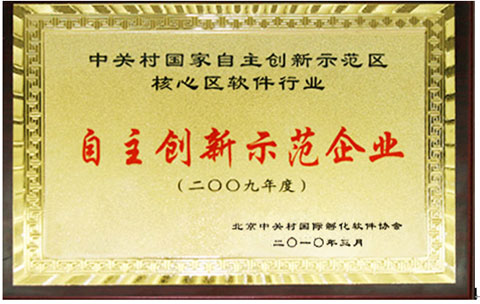 中关村国家自主创新示范区
核心区软件行业
自主创新示范企业
(二〇〇九年度)
北京中关村国际孵化软件协会
二〇一〇年三月